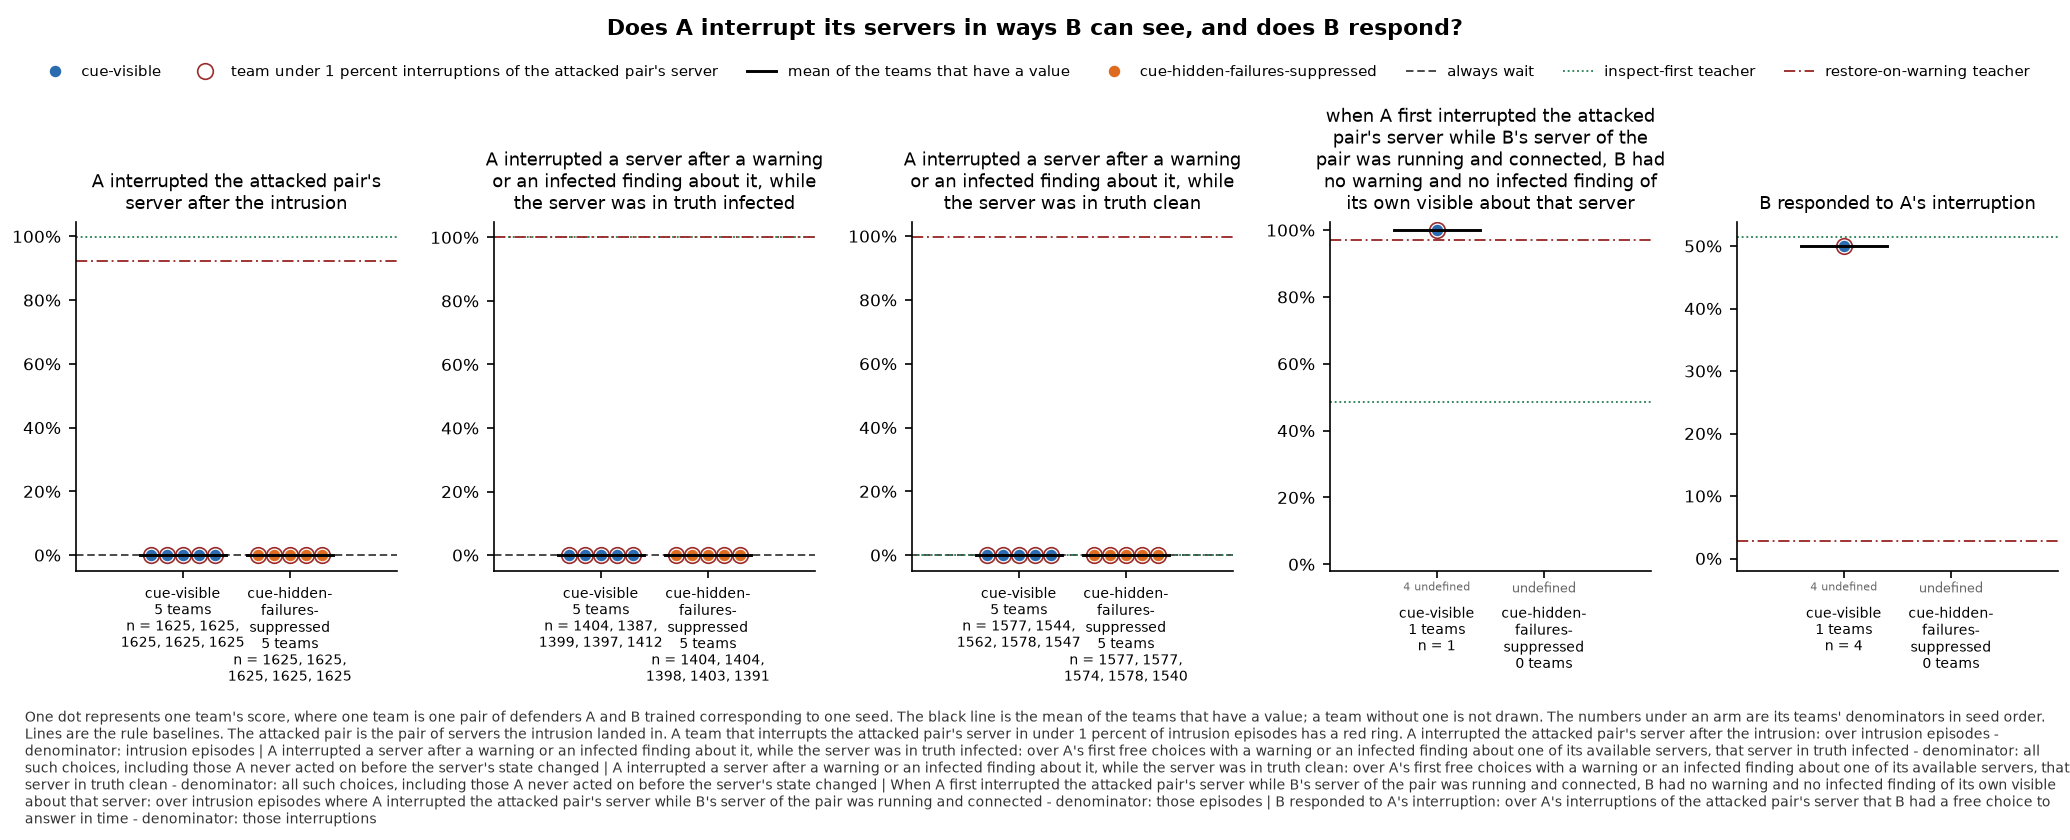 Does A interrupt its servers in ways B can see, and does B respond?
cue-visible
team under 1 percent interruptions of the attacked pair's server
mean of the teams that have a value
cue-hidden-failures-suppressed
always wait
inspect-first teacher
restore-on-warning teacher
A interrupted the attacked pair's
server after the intrusion
100%
80%
60%
40%
20%
0%
cue-visible
5 teams
n = 1625, 1625,
1625, 1625, 1625
cue-hidden-
failures-
suppressed
5 teams
n = 1625, 1625,
1625, 1625, 1625
A interrupted a server after a warning
or an infected finding about it, while
the server was in truth infected
100%
80%
60%
40%
20%
0%
cue-visible
5 teams
n = 1404, 1387,
1399, 1397, 1412
cue-hidden-
failures-
suppressed
5 teams
n = 1404, 1404,
1398, 1403, 1391
A interrupted a server after a warning
or an infected finding about it, while
the server was in truth clean
100%
80%
60%
40%
20%
0%
cue-visible
5 teams
n = 1577, 1544,
1562, 1578, 1547
cue-hidden-
failures-
suppressed
5 teams
n = 1577, 1577,
1574, 1578, 1540
when A first interrupted the attacked
pair's server while B's server of the
pair was running and connected, B had
no warning and no infected finding of
its own visible about that server
100%
80%
60%
40%
20%
0%
4 undefined
cue-visible
1 teams
n = 1
undefined
cue-hidden-
failures-
suppressed
0 teams
B responded to A's interruption
50%
40%
30%
20%
10%
0%
4 undefined
cue-visible
1 teams
n = 4
undefined
cue-hidden-
failures-
suppressed
0 teams
One dot represents one team's score, where one team is one pair of defenders A and B trained corresponding to one seed. The black line is the mean of the teams that have a value; a team without one is not drawn. The numbers under an arm are its teams' denominators in seed order.
Lines are the rule baselines. The attacked pair is the pair of servers the intrusion landed in. A team that interrupts the attacked pair's server in under 1 percent of intrusion episodes has a red ring. A interrupted the attacked pair's server after the intrusion: over intrusion episodes -
denominator: intrusion episodes | A interrupted a server after a warning or an infected finding about it, while the server was in truth infected: over A's first free choices with a warning or an infected finding about one of its available servers, that server in truth infected - denominator: all
such choices, including those A never acted on before the server's state changed | A interrupted a server after a warning or an infected finding about it, while the server was in truth clean: over A's first free choices with a warning or an infected finding about one of its available servers, that
server in truth clean - denominator: all such choices, including those A never acted on before the server's state changed | When A first interrupted the attacked pair's server while B's server of the pair was running and connected, B had no warning and no infected finding of its own visible
about that server: over intrusion episodes where A interrupted the attacked pair's server while B's server of the pair was running and connected - denominator: those episodes | B responded to A's interruption: over A's interruptions of the attacked pair's server that B had a free choice to
answer in time - denominator: those interruptions